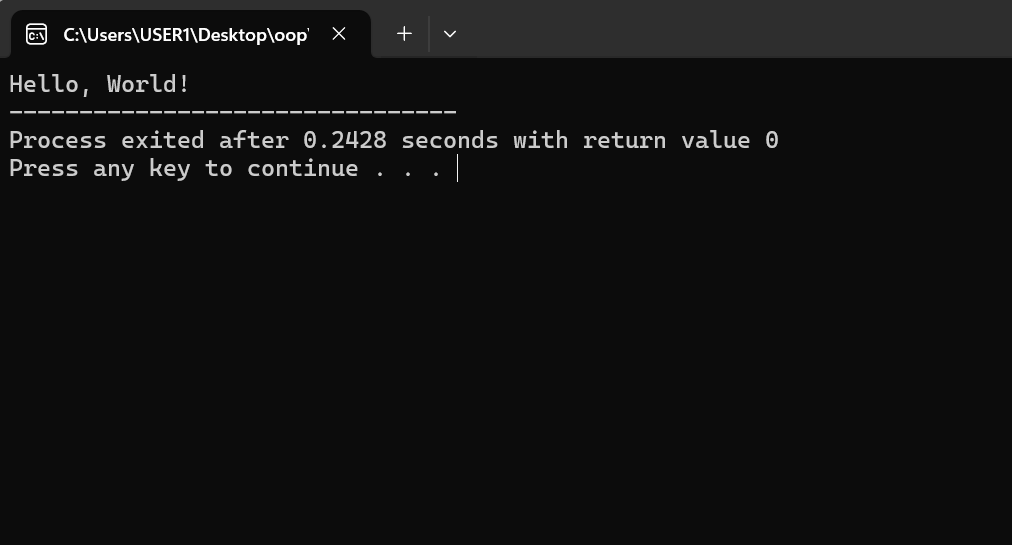 C:\Users\USER1\Desktop\oop\
Hello, World!
--------------------------------
Process exited after 0.2428 seconds with return value 0
Press any key to continue . . .